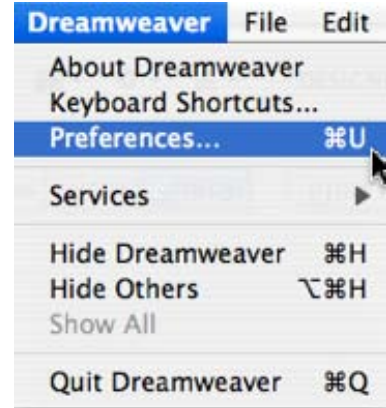 Dreamweaver File Edit
About Dreamweaver
Keyboard Shortcuts...
Preferences... ⌘U
Services ▶
Hide Dreamweaver ⌘H
Hide Others ⌥⌘H
Show All
Quit Dreamweaver ⌘Q